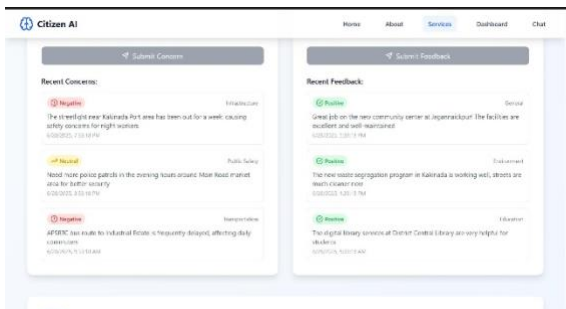 Citizen AI
Home
About
Services
Dashboard
Chat
Submit Concern
Recent Concerns:
Negative
Infrastructure
The streetlight near Kakinada Port area has been out for a week, causing
safety concerns for night workers
Neutral
Public Safety
Need more police patrols in the evening hours around Main Road market
area for better security
Negative
Transportation
APSRTC bus route to Industrial Estate is frequently delayed, affecting daily
commuters
Submit Feedback
Recent Feedback:
Positive
General
Great job on the new community center at Jagannaickpur! The facilities are
excellent and well-maintained
Positive
Environment
The new waste segregation program in Kakinada is working well, streets are
much cleaner now
Positive
Education
The digital library services at District Central Library are very helpful for
students